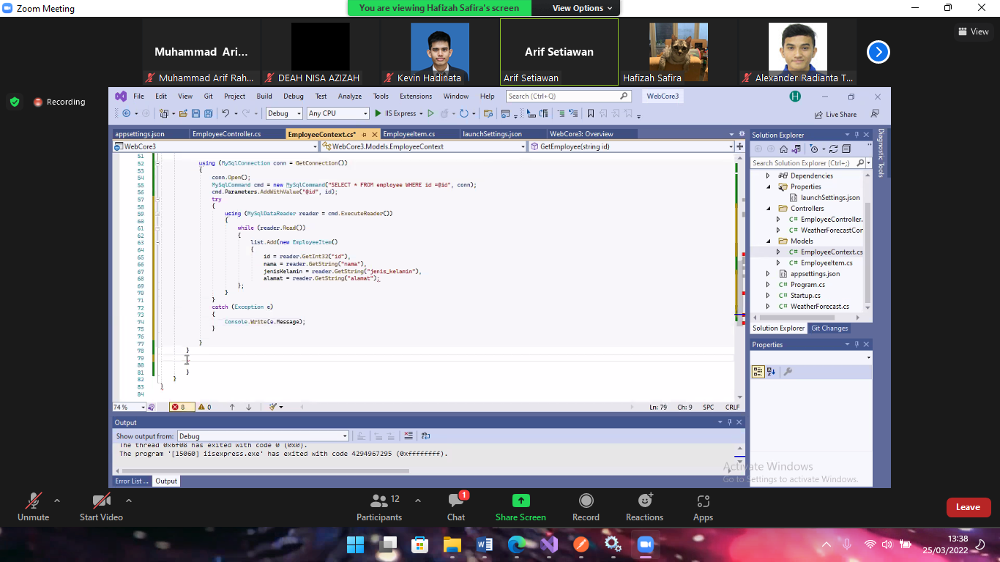 Zoom Meeting
You are viewing Hafizah Safira's screen
View Options
View
Muhammad Ari...
Arif Setiawan
Muhammad Arif Rah...
DEAH NISA AZIZAH
Kevin Hadinata
Arif Setiawan
Hafizah Safira
Alexander Radianta T...
Recording
File Edit View Git Project Build Debug Test Analyze Tools Extensions Window Help Search (Ctrl+Q) WebCore3 H
Debug Any CPU IIS Express Live Share
appsettings.json EmployeeController.cs EmployeeContext.cs* EmployeeItem.cs launchSettings.json WebCore3: Overview
WebCore3 WebCore3.Models.EmployeeContext GetEmployee(string id)
51
52 using (MySqlConnection conn = GetConnection())
53 {
54 conn.Open();
55 MySqlCommand cmd = new MySqlCommand("SELECT * FROM employee WHERE id =@id", conn);
56 cmd.Parameters.AddWithValue("@id", id);
57 try
58 {
59 using (MySqlDataReader reader = cmd.ExecuteReader())
60 {
61 while (reader.Read())
62 {
63 list.Add(new EmployeeItem()
64 {
65 id = reader.GetInt32("id"),
66 nama = reader.GetString("nama"),
67 jenisKelamin = reader.GetString("jenis_kelamin"),
68 alamat = reader.GetString("alamat");
69 };
70 }
71 }
72 catch (Exception e)
73 {
74 Console.Write(e.Message);
75 }
76
77 }
78 }
79
80
81 }
82 }
83 }
84
74 % 8 0 Ln: 79 Ch: 9 SPC CRLF
Output
Show output from: Debug
The thread 0x6f08 has exited with code 0 (0x0).
The program '[15060] iisexpress.exe' has exited with code 4294967295 (0xffffffff).
Error List ... Output
Solution Explorer
Search Solution Explorer (Ctrl+;)
Dependencies
Properties
launchSettings.json
Controllers
C# EmployeeController.
C# WeatherForecastCor
Models
C# EmployeeContext.cs
C# EmployeeItem.cs
appsettings.json
C# Program.cs
C# Startup.cs
C# WeatherForecast.cs
Solution Explorer Git Changes
Properties
Diagnostic Tools
Activate Windows
Go to Settings to activate Windows.
Unmute
Start Video
12
Participants
1
Chat
Share Screen
Record
Reactions
Apps
Leave
13:38
25/03/2022